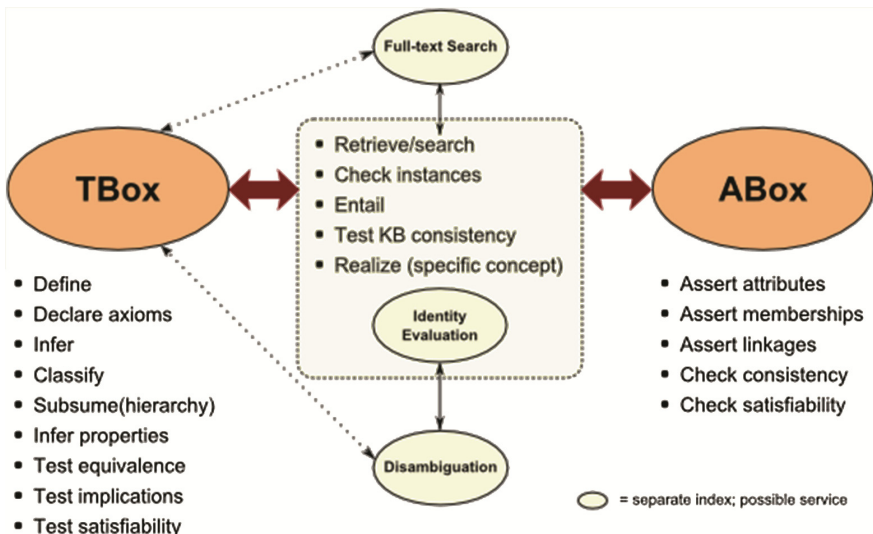 Full-text Search
TBox
▪ Retrieve/search
▪ Check instances
▪ Entail
▪ Test KB consistency
▪ Realize (specific concept)
Identity
Evaluation
ABox
▪ Define
▪ Declare axioms
▪ Infer
▪ Classify
▪ Subsume(hierarchy)
▪ Infer properties
▪ Test equivalence
▪ Test implications
▪ Test satisfiability
▪ Assert attributes
▪ Assert memberships
▪ Assert linkages
▪ Check consistency
▪ Check satisfiability
Disambiguation
= separate index; possible service